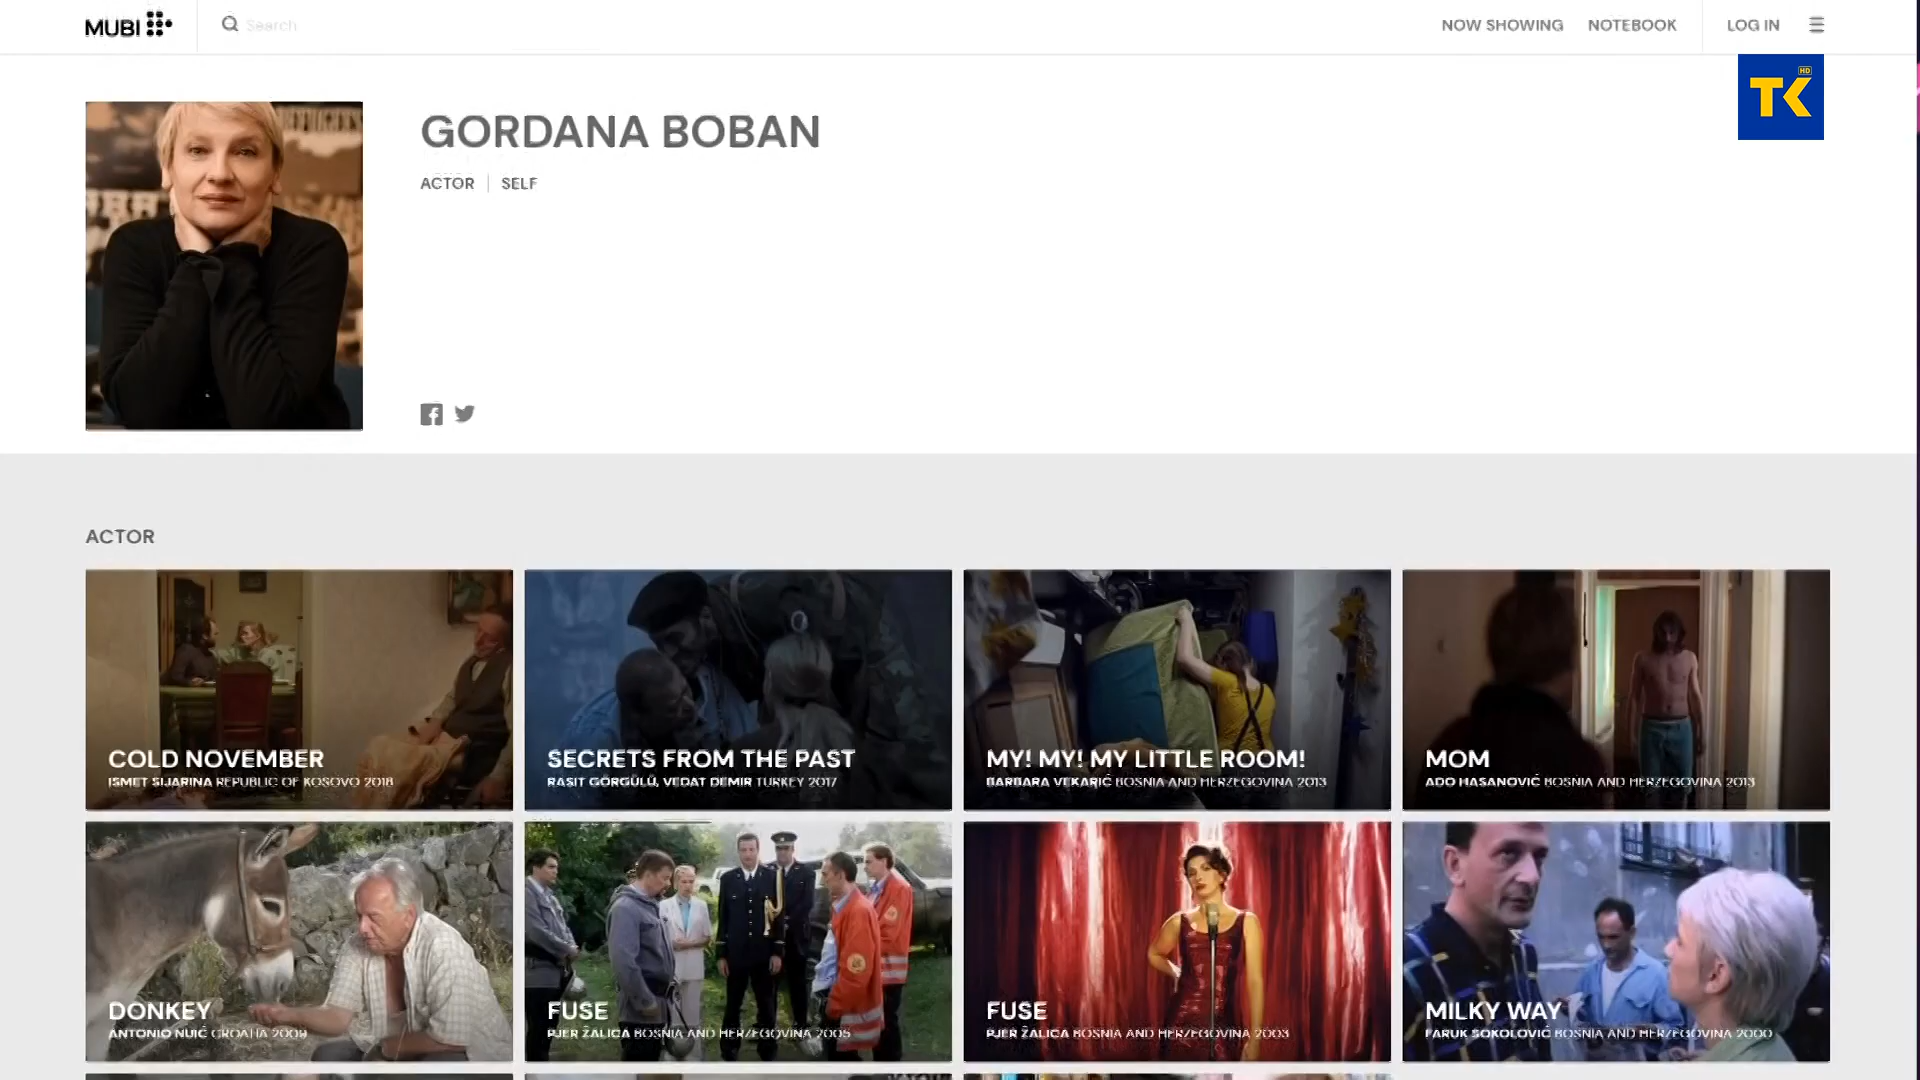 MUBI
Search
NOW SHOWING
NOTEBOOK
LOG IN
HD
TK
GORDANA BOBAN
ACTOR
SELF
ACTOR
COLD NOVEMBER
ISMET SIJARINA REPUBLIC OF KOSOVO 2018
SECRETS FROM THE PAST
RASIT GÖRGÜLÜ, VEDAT DEMIR TURKEY 2017
MY! MY! MY LITTLE ROOM!
BARBARA VEKARIĆ BOSNIA AND HERZEGOVINA 2013
MOM
ADO HASANOVIĆ BOSNIA AND HERZEGOVINA 2013
DONKEY
ANTONIO NUIĆ CROATIA 2009
FUSE
PJER ŽALICA BOSNIA AND HERZEGOVINA 2005
FUSE
PJER ŽALICA BOSNIA AND HERZEGOVINA 2003
MILKY WAY
FARUK SOKOLOVIĆ BOSNIA AND HERZEGOVINA 2000